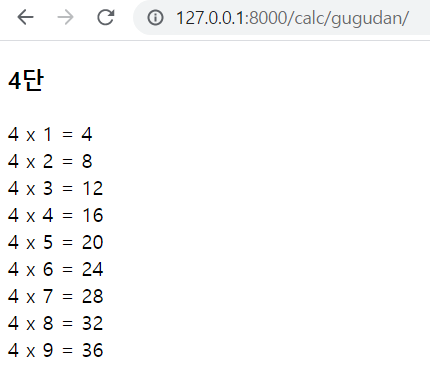 127.0.0.1:8000/calc/gugudan/
4단
4 x 1 = 4
4 x 2 = 8
4 x 3 = 12
4 x 4 = 16
4 x 5 = 20
4 x 6 = 24
4 x 7 = 28
4 x 8 = 32
4 x 9 = 36